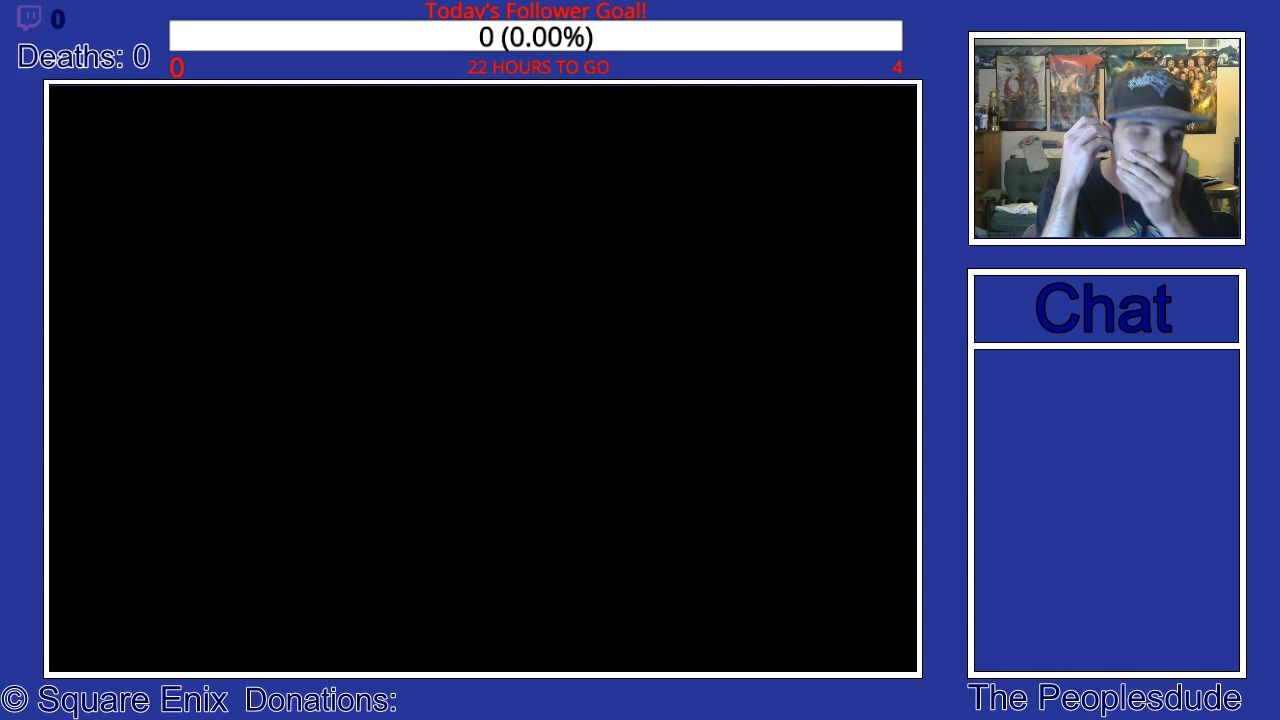 0
Today's Follower Goal!
0 (0.00%)
Deaths: 0
0
22 HOURS TO GO
4
Chat
© Square Enix
Donations:
The Peoplesdude